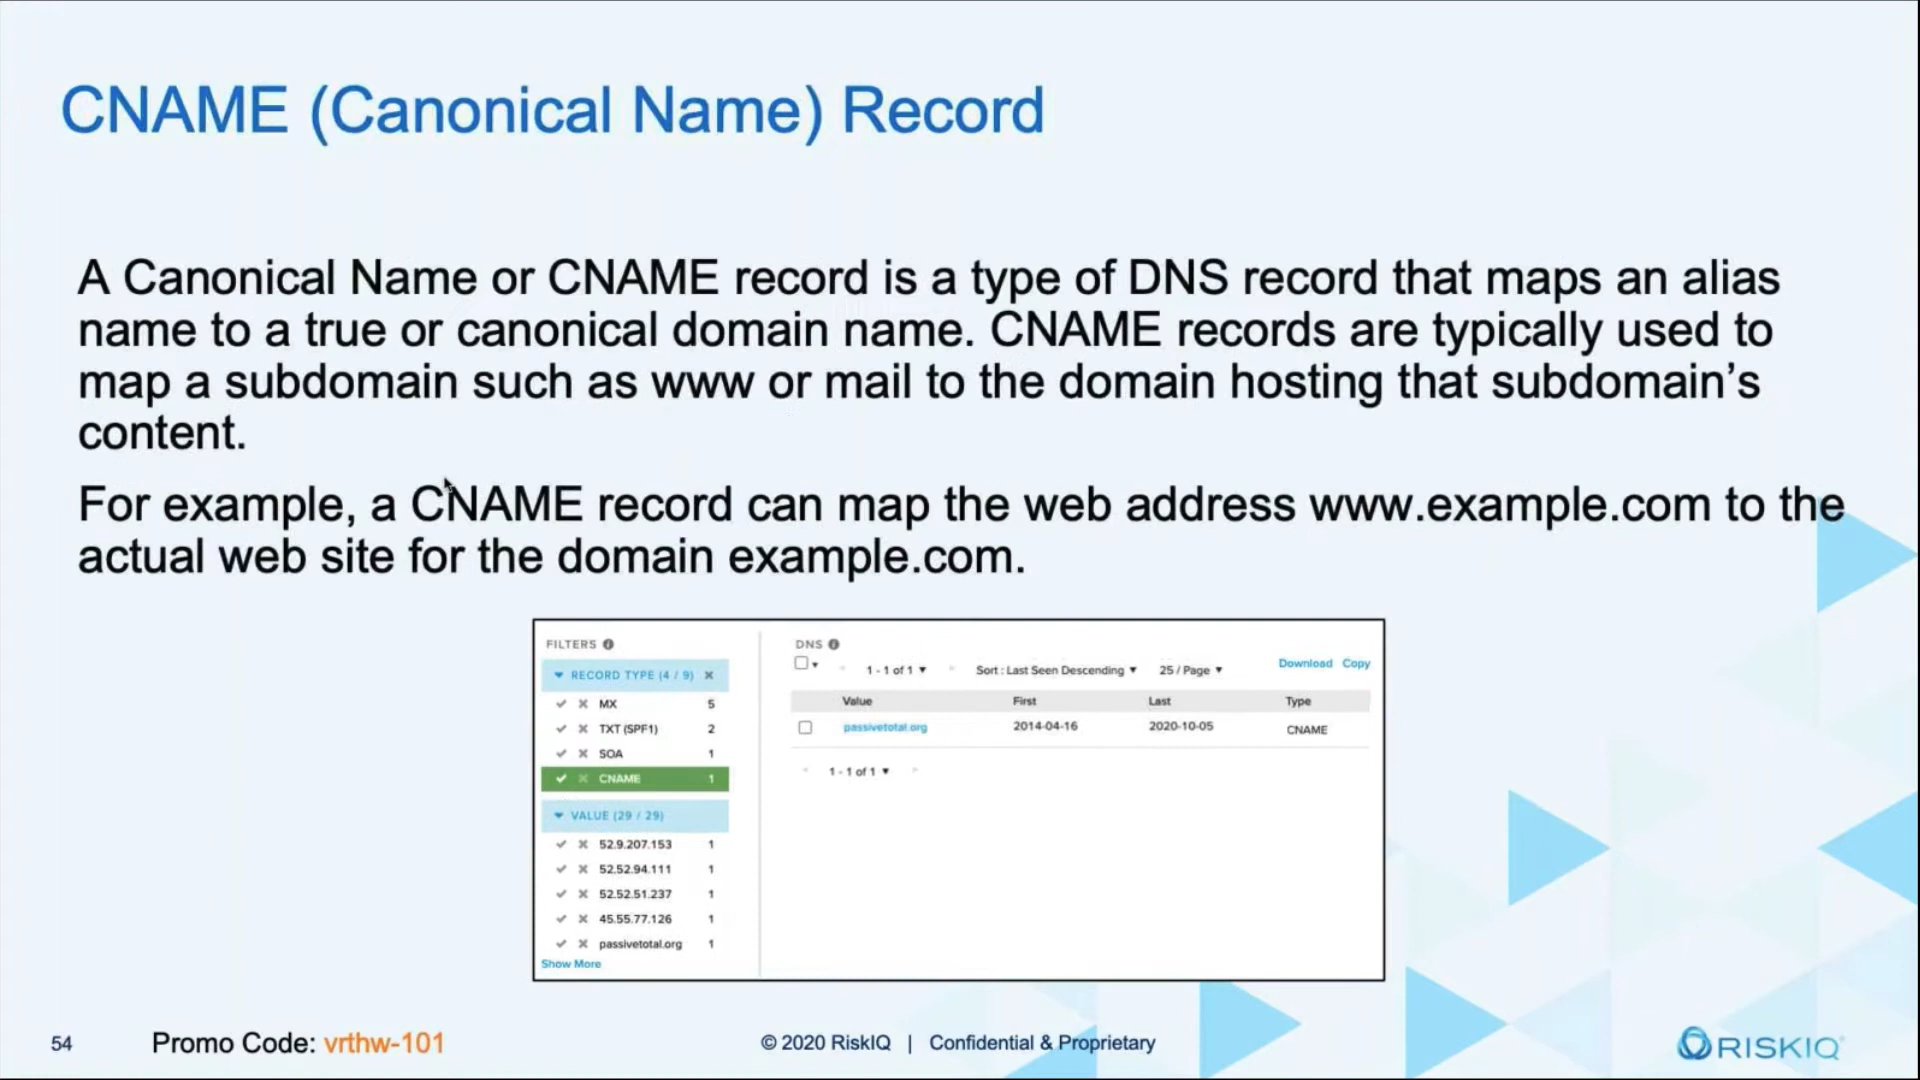 CNAME (Canonical Name) Record
A Canonical Name or CNAME record is a type of DNS record that maps an alias
name to a true or canonical domain name. CNAME records are typically used to
map a subdomain such as www or mail to the domain hosting that subdomain’s
content.
For example, a CNAME record can map the web address www.example.com to the
actual web site for the domain example.com.
FILTERS
RECORD TYPE (4 / 9)
MX 5
TXT (SPF1) 2
SOA 1
CNAME 1
VALUE (29 / 29)
52.9.207.153 1
52.52.94.111 1
52.52.51.237 1
45.55.77.126 1
passivetotal.org 1
Show More
DNS
1 - 1 of 1 Sort : Last Seen Descending 25 / Page Download Copy
Value First Last Type
passivetotal.org 2014-04-16 2020-10-05 CNAME
1 - 1 of 1
54 Promo Code: vrthw-101 © 2020 RiskIQ | Confidential & Proprietary RISKIQ